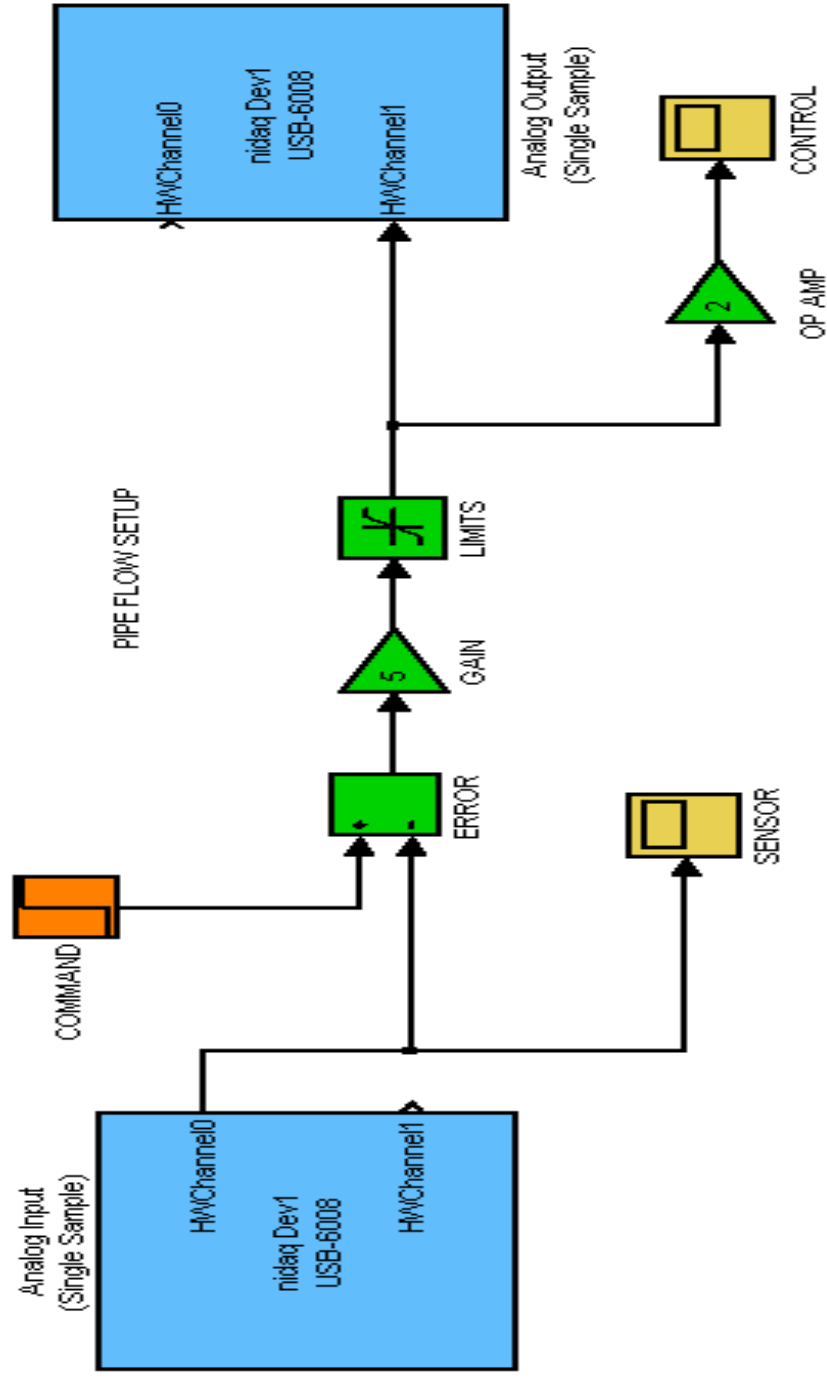 PIPE FLOW SETUP
Analog Input
(Single Sample)
HWChannel0
nidaq Dev1
USB-6008
HWChannel1
COMMAND
+
-
ERROR
SENSOR
5
GAIN
LIMITS
HWChannel0
nidaq Dev1
USB-6008
HWChannel1
Analog Output
(Single Sample)
2
OP AMP
CONTROL